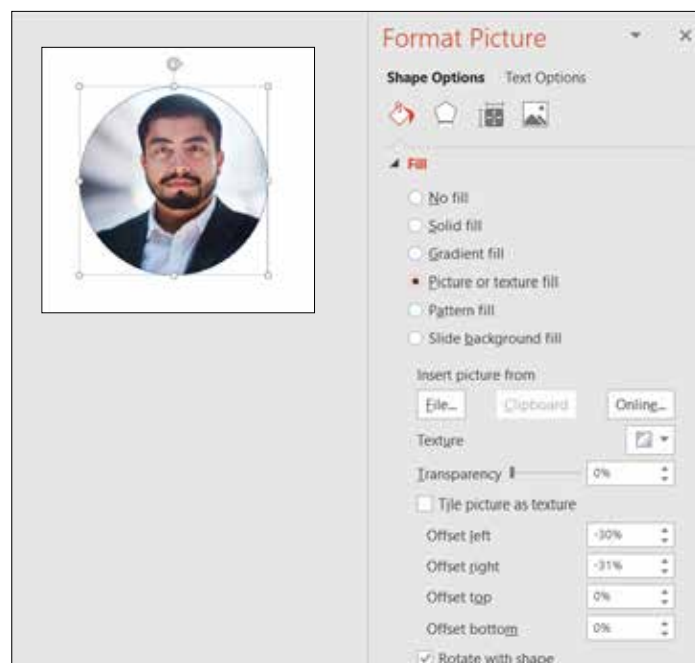 Format Picture
Shape Options Text Options
Fill
No fill
Solid fill
Gradient fill
Picture or texture fill
Pattern fill
Slide background fill
Insert picture from
File... Clipboard Online...
Texture
Transparency 0%
Tile picture as texture
Offset left -30%
Offset right -31%
Offset top 0%
Offset bottom 0%
Rotate with shape